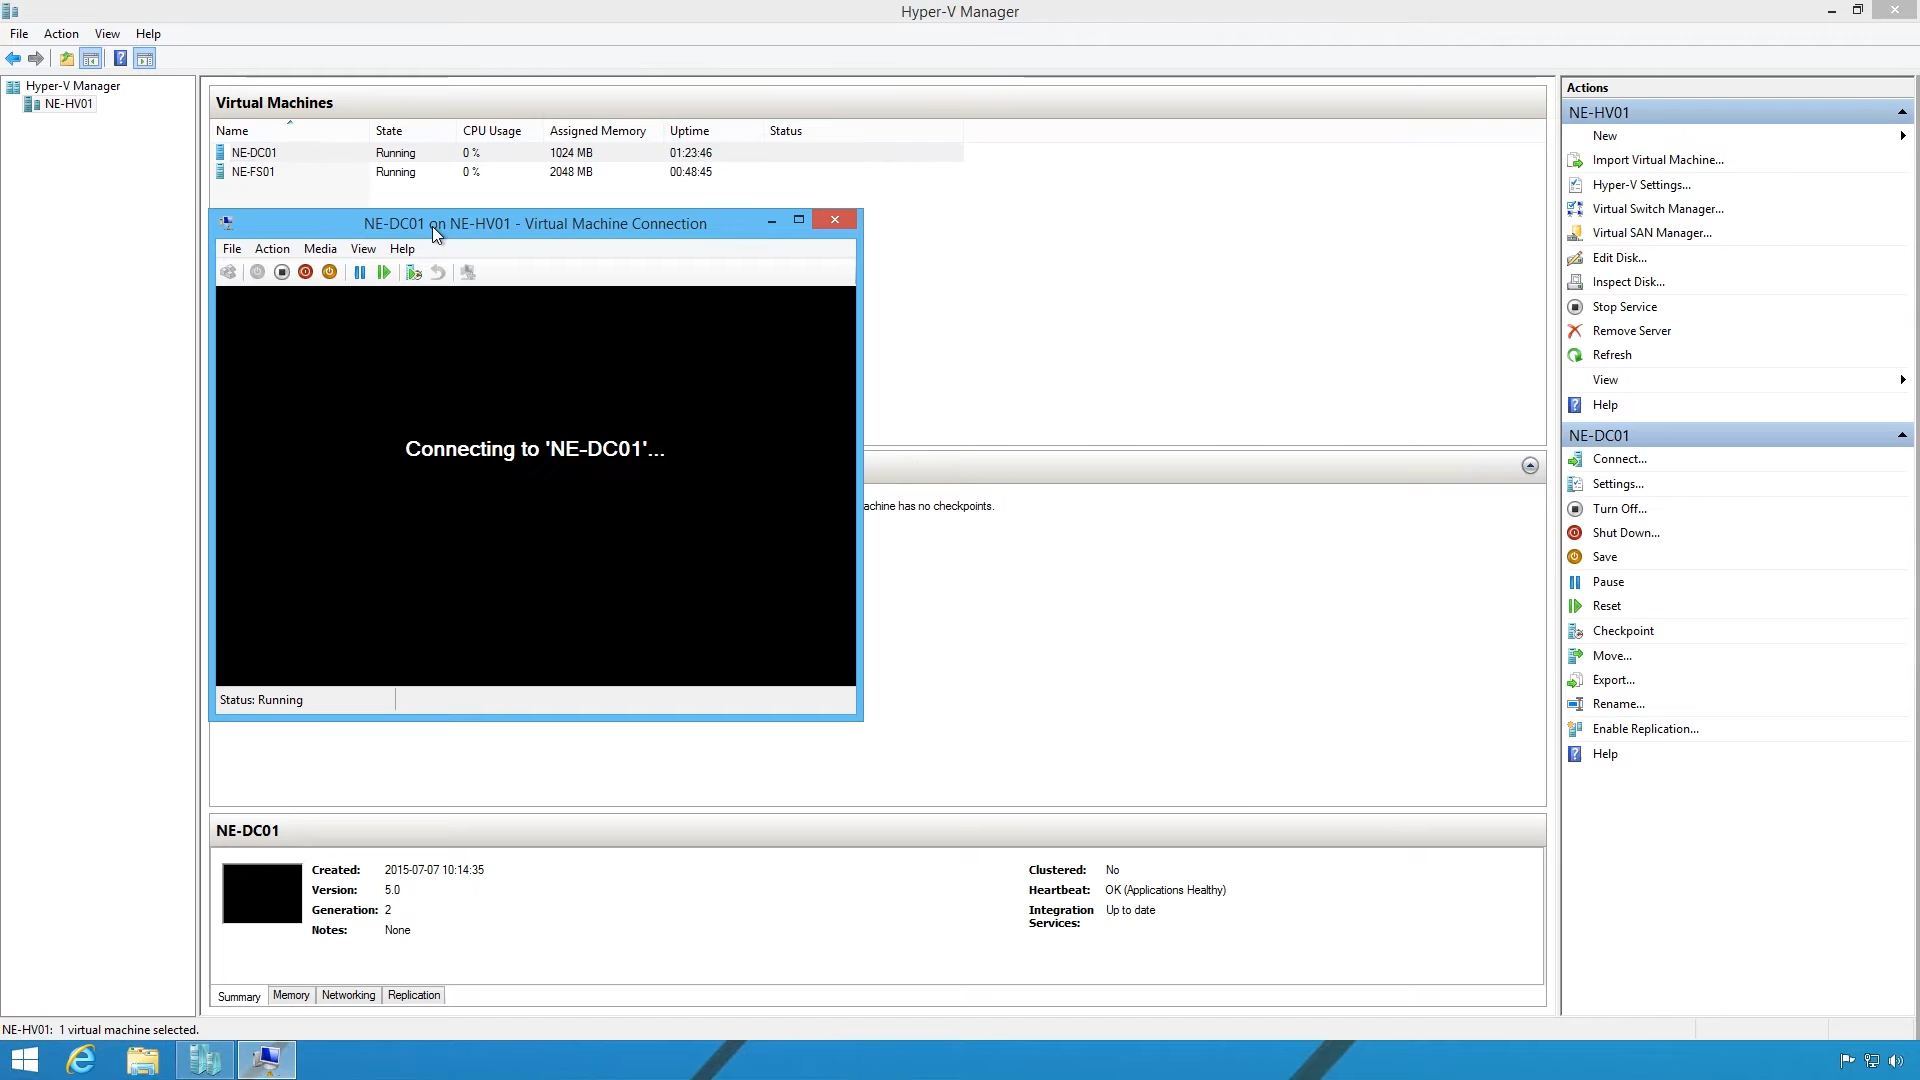 Hyper-V Manager
File Action View Help
Hyper-V Manager
NE-HV01
Virtual Machines
Name State CPU Usage Assigned Memory Uptime Status
NE-DC01 Running 0 % 1024 MB 01:23:46
NE-FS01 Running 0 % 2048 MB 00:48:45
NE-DC01 on NE-HV01 - Virtual Machine Connection
File Action Media View Help
Connecting to 'NE-DC01'...
Status: Running
achine has no checkpoints.
NE-DC01
Created: 2015-07-07 10:14:35
Version: 5.0
Generation: 2
Notes: None
Clustered: No
Heartbeat: OK (Applications Healthy)
Integration Up to date
Services:
Summary Memory Networking Replication
Actions
NE-HV01
New
Import Virtual Machine...
Hyper-V Settings...
Virtual Switch Manager...
Virtual SAN Manager...
Edit Disk...
Inspect Disk...
Stop Service
Remove Server
Refresh
View
Help
NE-DC01
Connect...
Settings...
Turn Off...
Shut Down...
Save
Pause
Reset
Checkpoint
Move...
Export...
Rename...
Enable Replication...
Help
NE-HV01: 1 virtual machine selected.